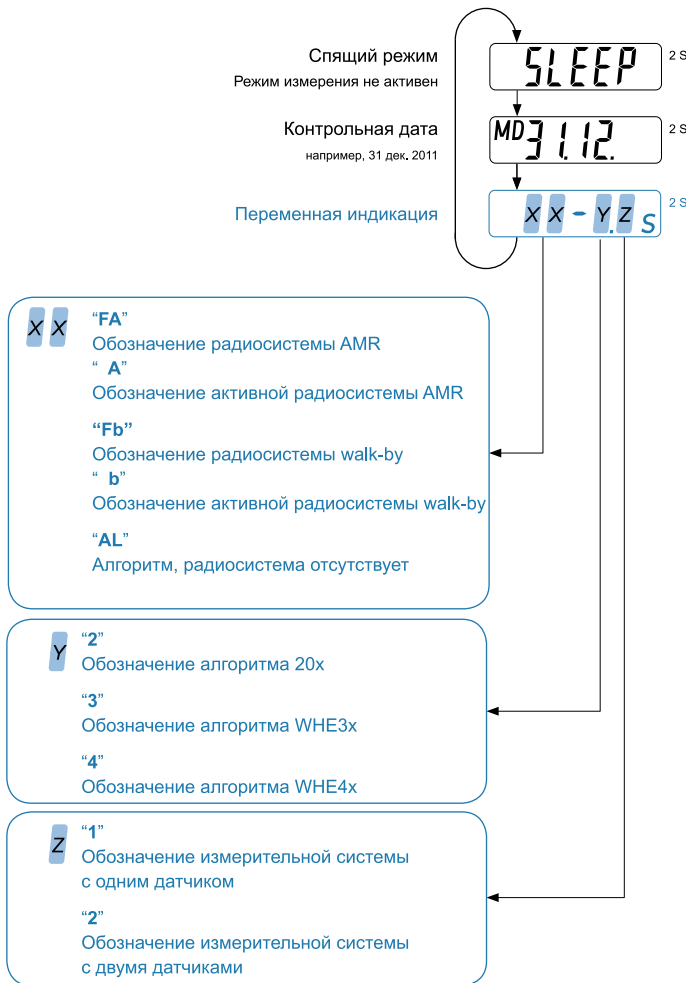 Спящий режим
Режим измерения не активен
SLEEP
2 S
Контрольная дата
например, 31 дек. 2011
MD 31.12.
2 S
Переменная индикация
X X - Y.Z S
2 S
X X
“FA”
Обозначение радиосистемы AMR
“ A”
Обозначение активной радиосистемы AMR
“Fb”
Обозначение радиосистемы walk-by
“ b”
Обозначение активной радиосистемы walk-by
“AL”
Алгоритм, радиосистема отсутствует
Y
“2”
Обозначение алгоритма 20x
“3”
Обозначение алгоритма WHE3x
“4”
Обозначение алгоритма WHE4x
Z
“1”
Обозначение измерительной системы
с одним датчиком
“2”
Обозначение измерительной системы
с двумя датчиками